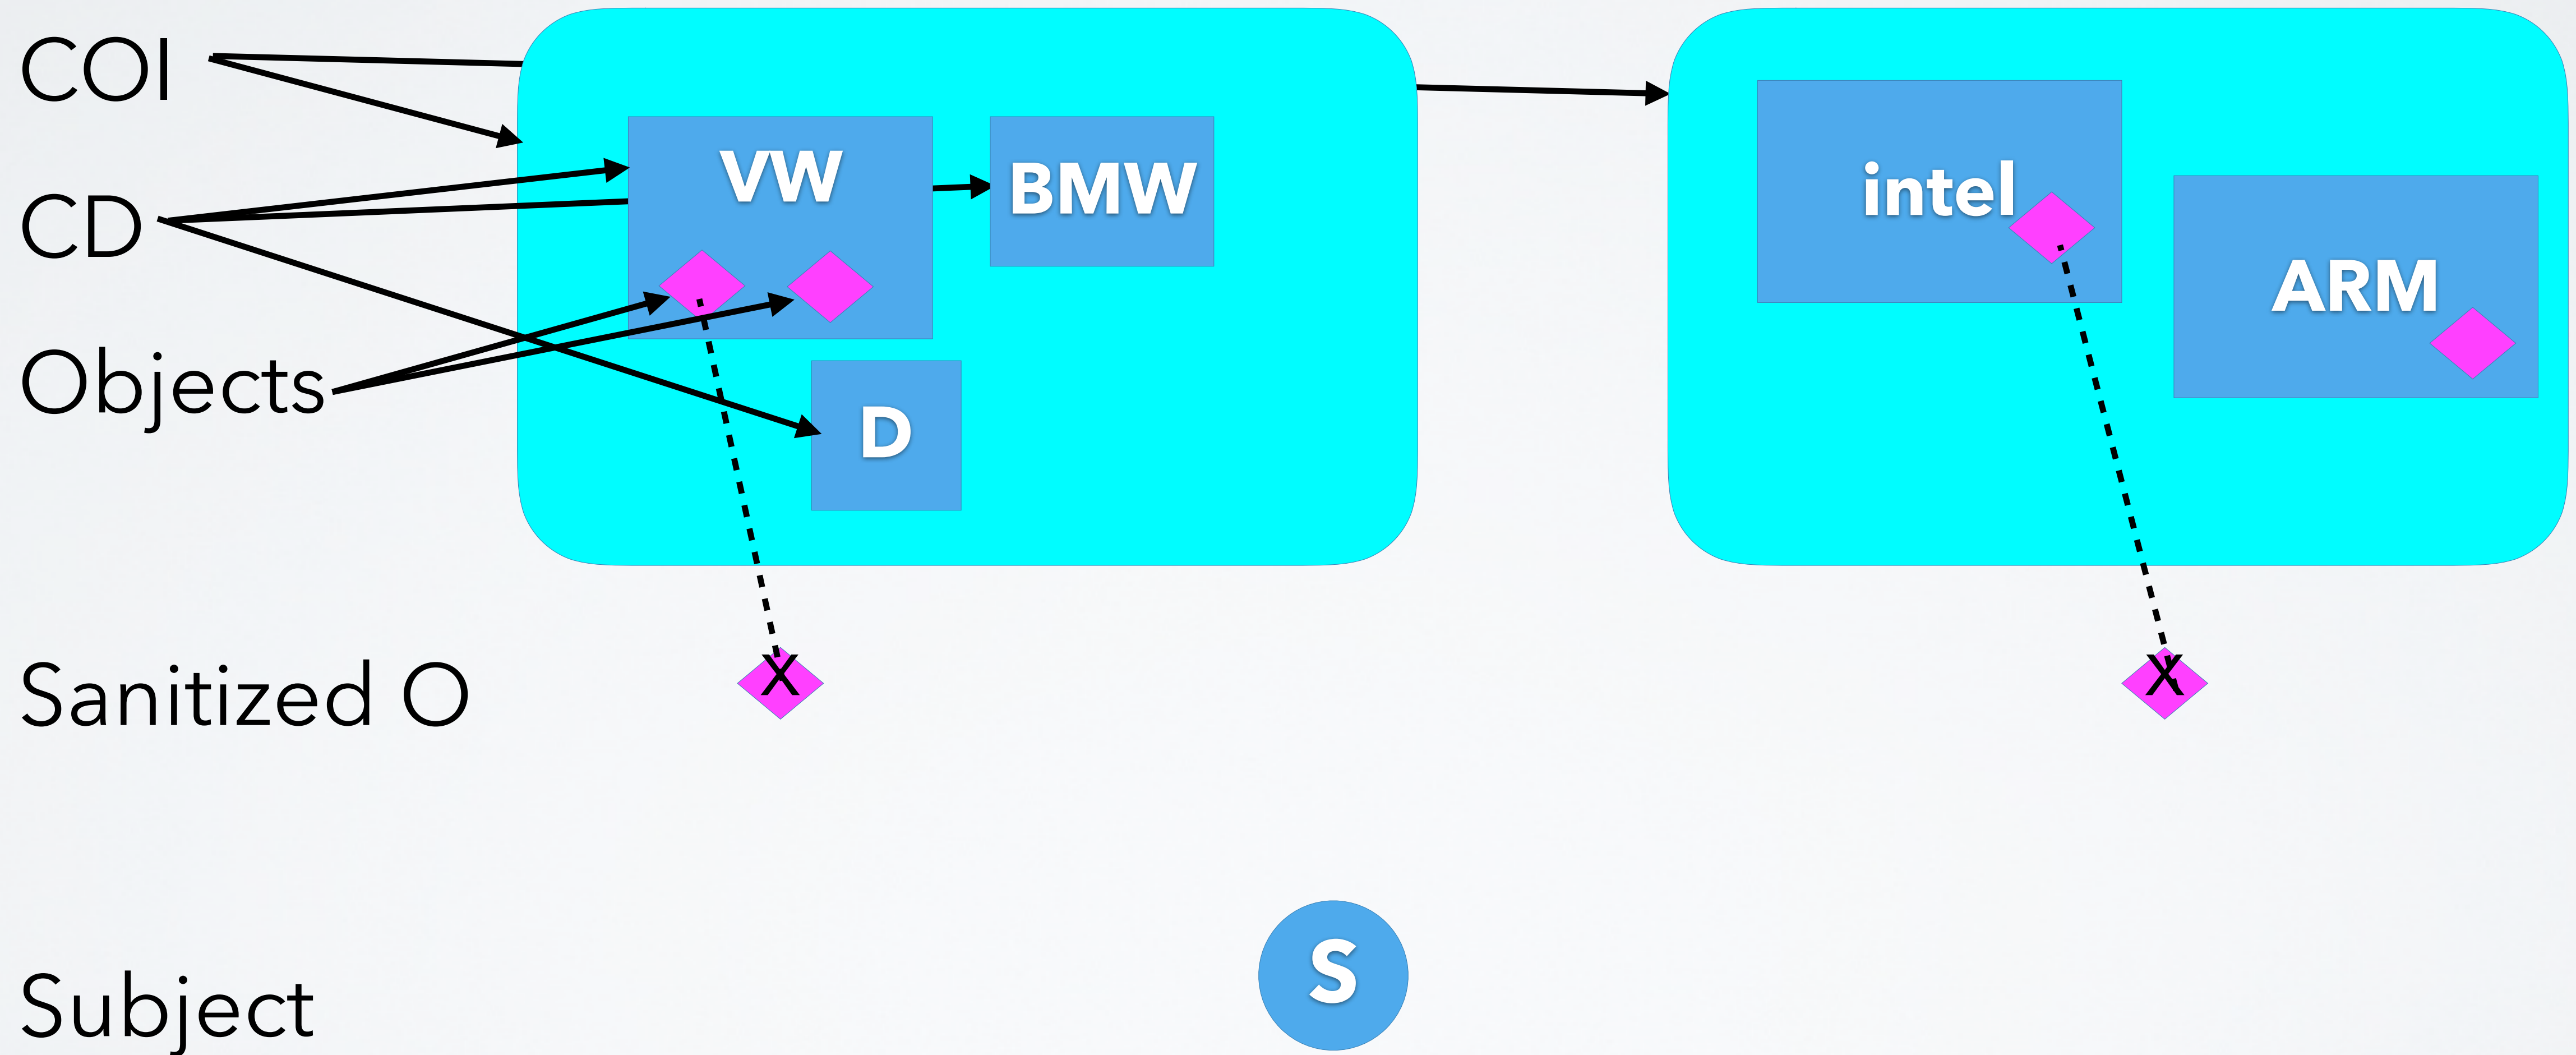 COI
CD
Objects
Sanitized O
Subject
VW
BMW
D
intel
ARM
X
X
S